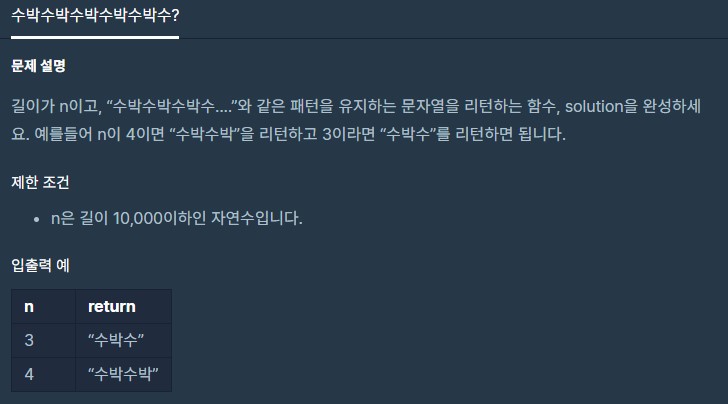 수박수박수박수박수박수?
문제 설명
길이가 n이고, “수박수박수박수....”와 같은 패턴을 유지하는 문자열을 리턴하는 함수, solution을 완성하세
요. 예를들어 n이 4이면 “수박수박”을 리턴하고 3이라면 “수박수”를 리턴하면 됩니다.
제한 조건
• n은 길이 10,000이하인 자연수입니다.
입출력 예
n return
3 “수박수”
4 “수박수박”